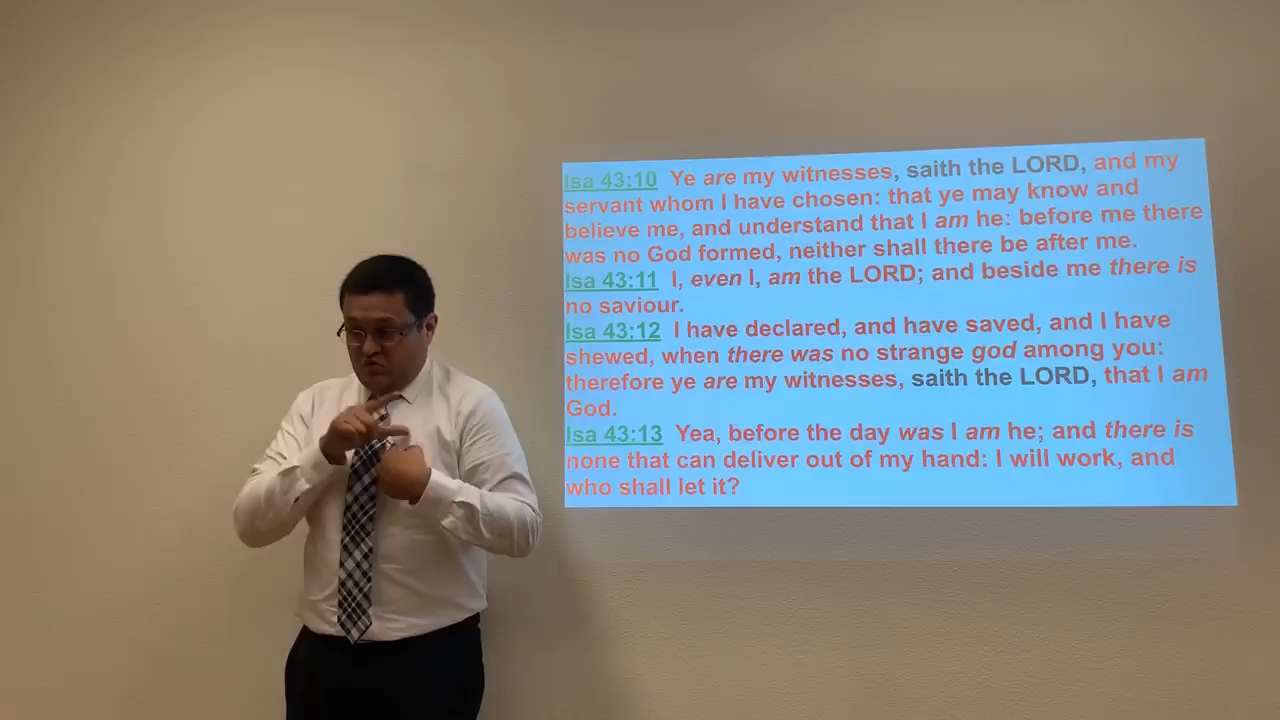 Isa 43:10 Ye are my witnesses, saith the LORD, and my
servant whom I have chosen: that ye may know and
believe me, and understand that I am he: before me there
was no God formed, neither shall there be after me.
Isa 43:11 I, even I, am the LORD; and beside me there is
no saviour.
Isa 43:12 I have declared, and have saved, and I have
shewed, when there was no strange god among you:
therefore ye are my witnesses, saith the LORD, that I am
God.
Isa 43:13 Yea, before the day was I am he; and there is
none that can deliver out of my hand: I will work, and
who shall let it?